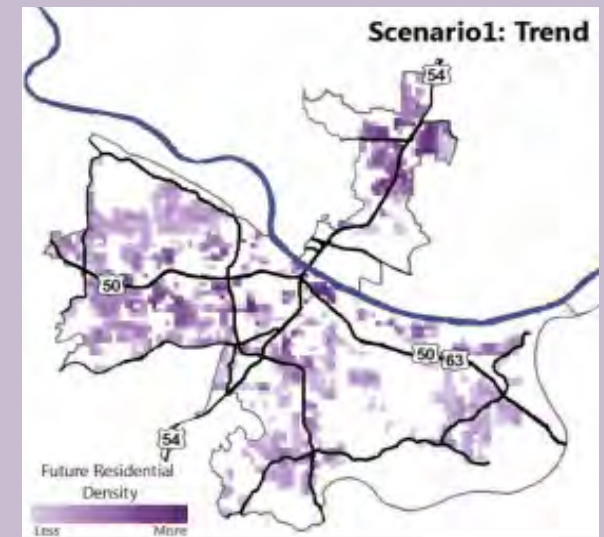 Scenario1: Trend
54
50
50 63
54
Future Residential
Density
Less More